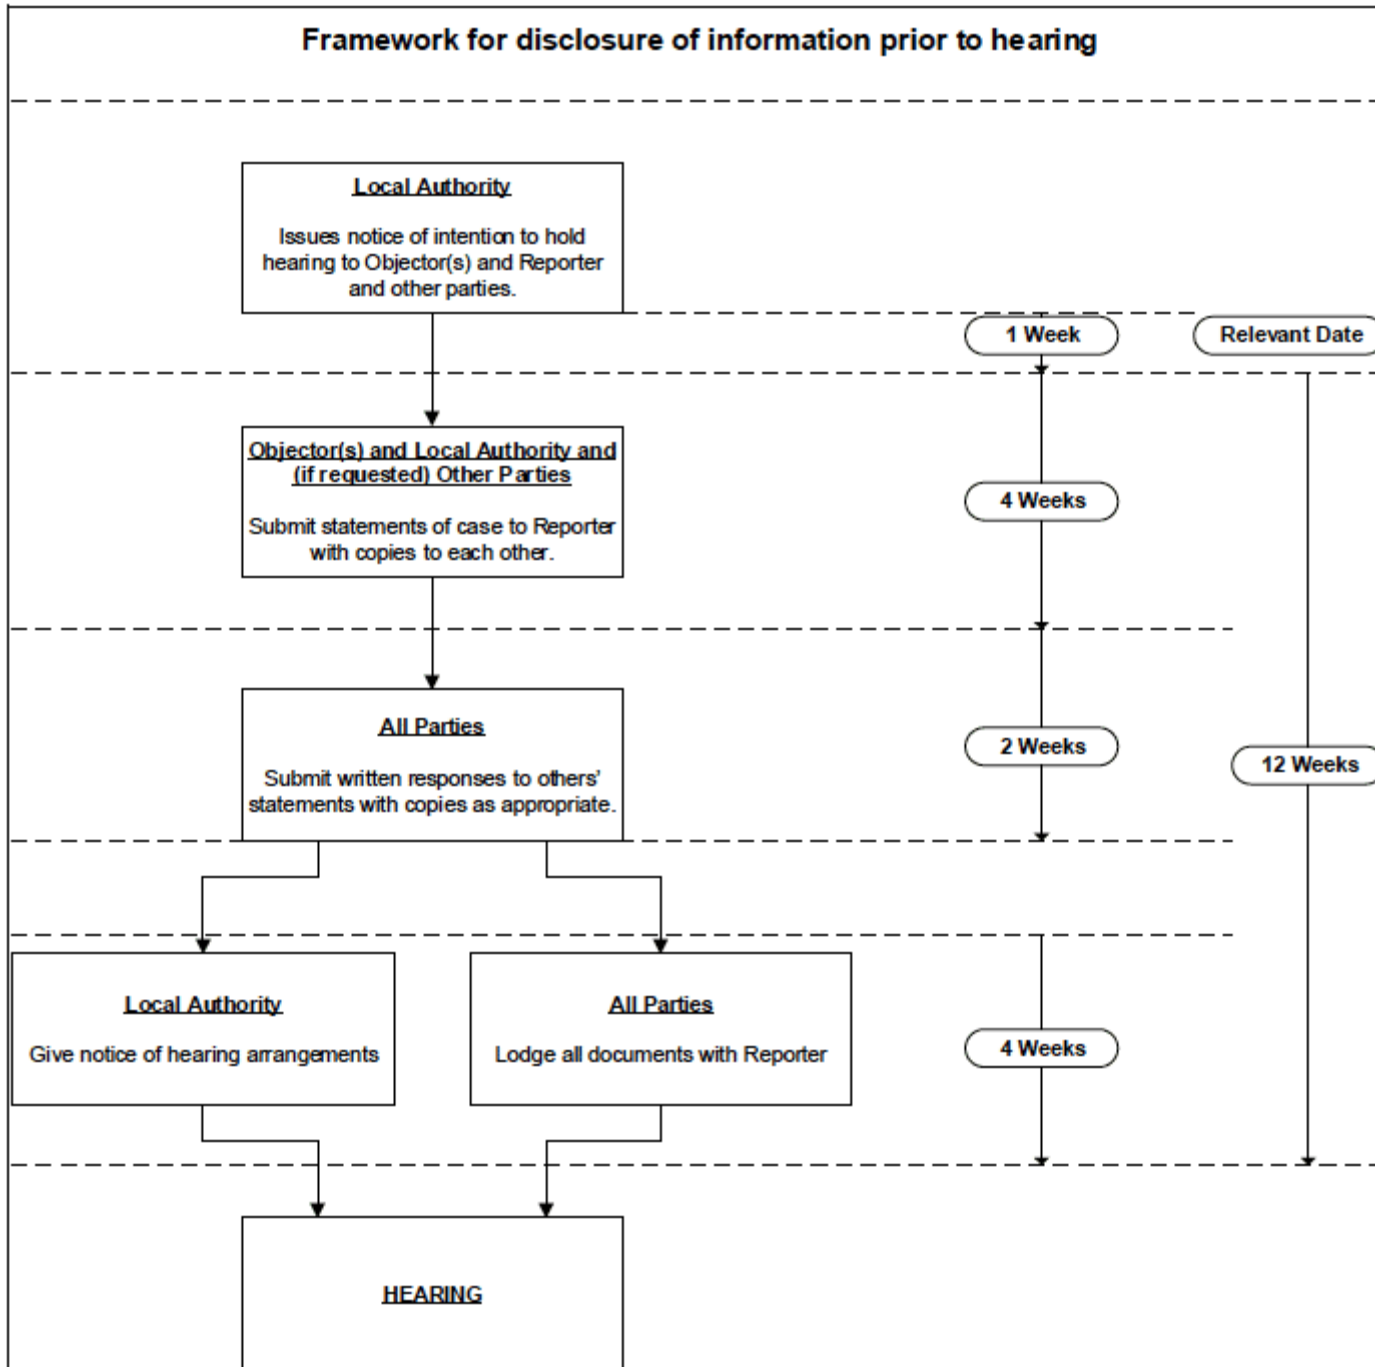 Framework for disclosure of information prior to hearing
Local Authority
Issues notice of intention to hold
hearing to Objector(s) and Reporter
and other parties.
1 Week
Relevant Date
Objector(s) and Local Authority and
(if requested) Other Parties
Submit statements of case to Reporter
with copies to each other.
4 Weeks
All Parties
Submit written responses to others’
statements with copies as appropriate.
2 Weeks
12 Weeks
Local Authority
Give notice of hearing arrangements
All Parties
Lodge all documents with Reporter
4 Weeks
HEARING